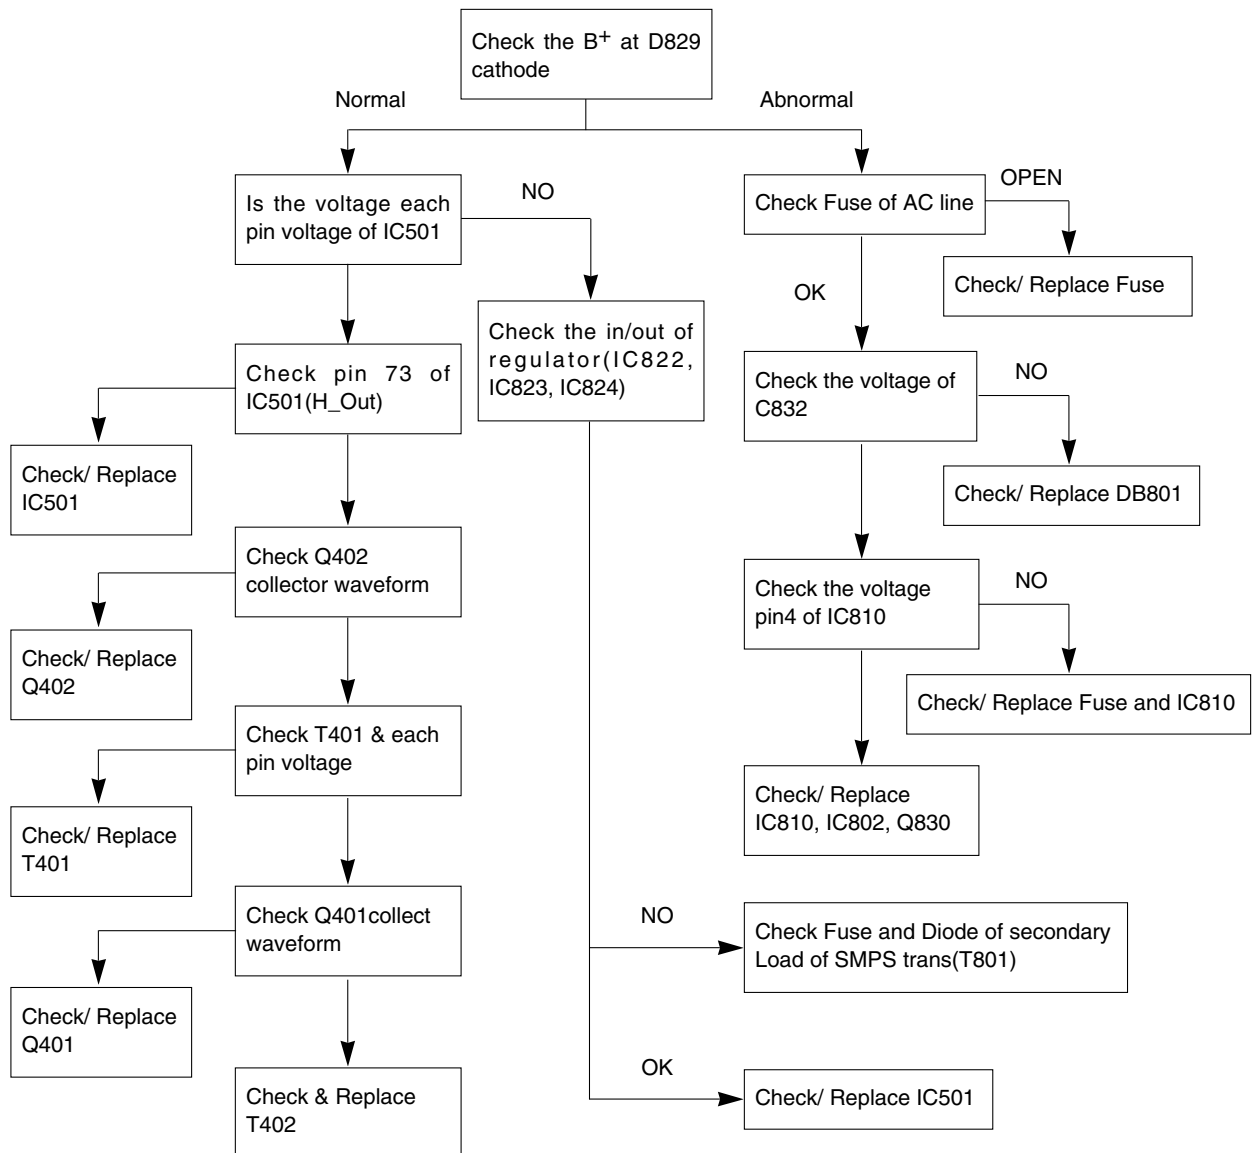 Check the B+ at D829
cathode
Normal
Abnormal
Is the voltage each
pin voltage of IC501
NO
Check Fuse of AC line
OPEN
Check/ Replace Fuse
OK
Check the in/out of
regulator(IC822,
IC823, IC824)
Check pin 73 of
IC501(H_Out)
Check the voltage of
C832
NO
Check/ Replace
IC501
Check/ Replace DB801
Check Q402
collector waveform
Check the voltage
pin4 of IC810
NO
Check/ Replace
Q402
Check/ Replace Fuse and IC810
Check T401 & each
pin voltage
Check/ Replace
IC810, IC802, Q830
Check/ Replace
T401
Check Q401collect
waveform
NO
Check Fuse and Diode of secondary
Load of SMPS trans(T801)
Check/ Replace
Q401
OK
Check/ Replace IC501
Check & Replace
T402